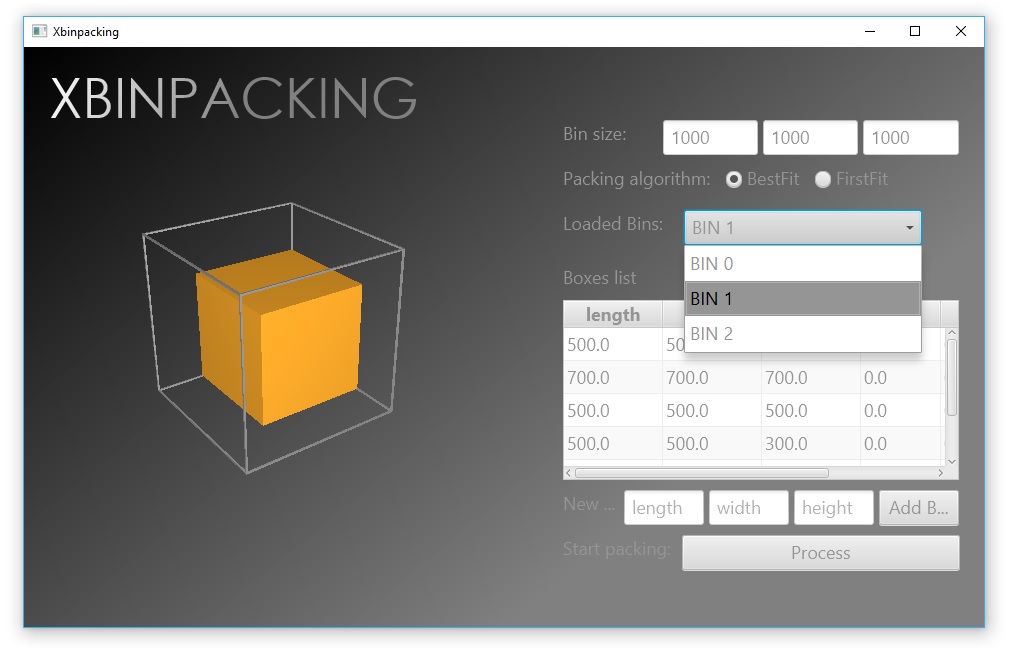 Xbinpacking
XBINPACKING
Bin size: 1000 1000 1000
Packing algorithm: BestFit FirstFit
Loaded Bins: BIN 1
BIN 0
BIN 1
BIN 2
Boxes list
length
500.0
700.0 700.0 700.0 0.0
500.0 500.0 500.0 0.0
500.0 500.0 300.0 0.0
New ... length width height Add B...
Start packing: Process